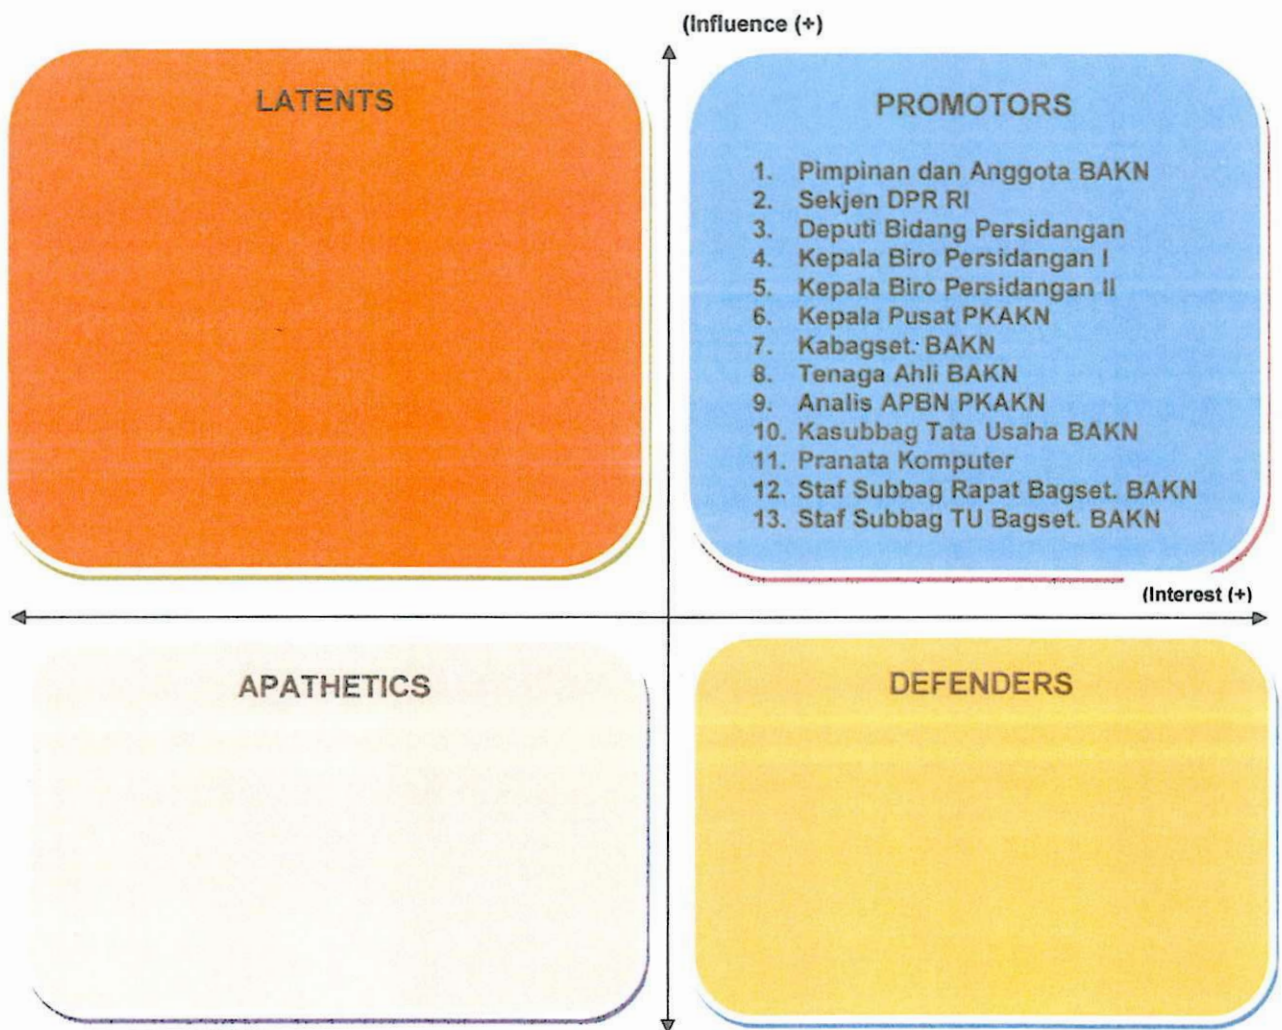 (Influence (+)
LATENTS
PROMOTORS
1. Pimpinan dan Anggota BAKN
2. Sekjen DPR RI
3. Deputi Bidang Persidangan
4. Kepala Biro Persidangan I
5. Kepala Biro Persidangan II
6. Kepala Pusat PKAKN
7. Kabagset. BAKN
8. Tenaga Ahli BAKN
9. Analis APBN PKAKN
10. Kasubbag Tata Usaha BAKN
11. Pranata Komputer
12. Staf Subbag Rapat Bagset. BAKN
13. Staf Subbag TU Bagset. BAKN
(Interest (+)
APATHETICS
DEFENDERS